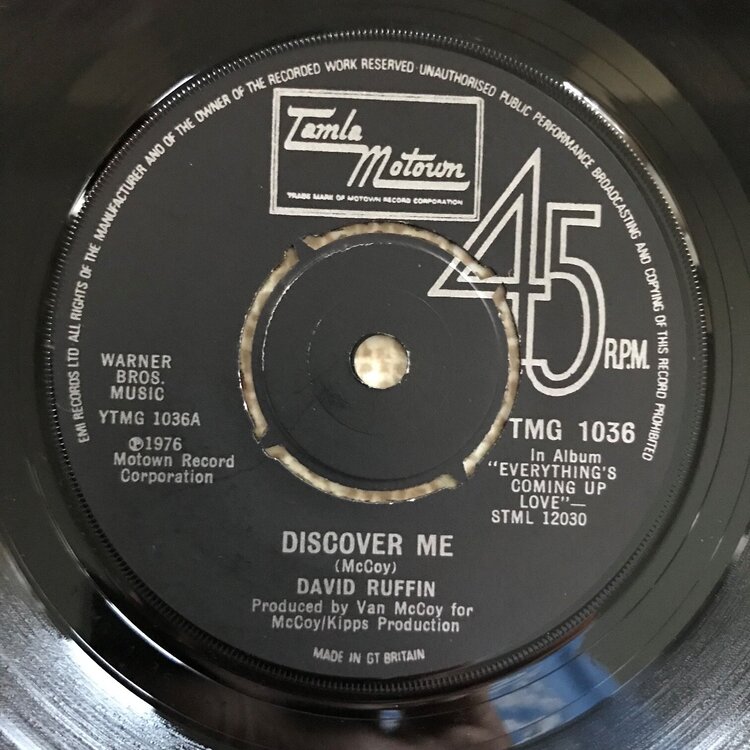 EMI RECORDS LTD ALL RIGHTS OF THE MANUFACTURER AND OF THE OWNER OF THE RECORDED WORK RESERVED · UNAUTHORISED PUBLIC PERFORMANCE BROADCASTING AND COPYING OF THIS RECORD PROHIBITED
Tamla
Motown
TRADE MARK OF MOTOWN RECORD CORPORATION
45
R.P.M.
WARNER
BROS.
MUSIC
YTMG 1036A
℗1976
Motown Record
Corporation
TMG 1036
In Album
"EVERYTHING'S
COMING UP
LOVE"—
STML 12030
DISCOVER ME
(McCoy)
DAVID RUFFIN
Produced by Van McCoy for
McCoy/Kipps Production
MADE IN GT BRITAIN